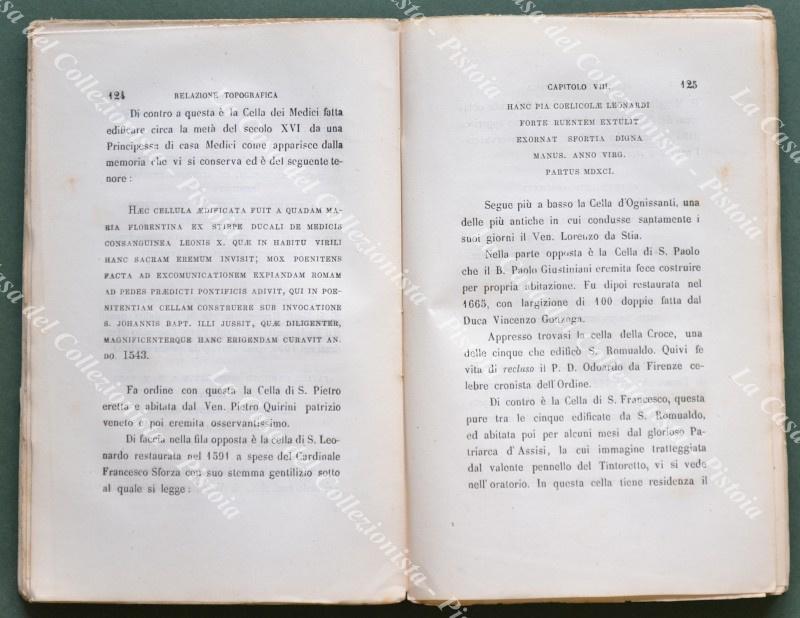 124 RELAZIONE TOPOGRAFICA
Di contro a questa è la Cella dei Medici fatta
edificare circa la metà del secolo XVI da una
Principessa di casa Medici come apparisce dalla
memoria che vi si conserva ed è del seguente te-
nore:
HÆC CELLULA ÆDIFICATA FUIT A QUADAM MA-
RIA FLORENTINA EX STIRPE DUCALI DE MEDICIS
CONSANGUINEA LEONIS X. QUÆ IN HABITU VIRILI
HANC SACRAM EREMUM INVISIT; MOX POENITENS
FACTA AD EXCOMUNICATIONEM EXPIANDAM ROMAM
AD PEDES PRÆDICTI PONTIFICIS ADIVIT, QUI IN POE-
NITENTIAM CELLAM CONSTRUERE SUB INVOCATIONE
S. JOHANNIS BAPT. ILLI JUSSIT, QUÆ DILIGENTER,
MAGNIFICENTERQUE HANC ERIGENDAM CURAVIT AN.
DO. 1543.
Fa ordine con questa la Cella di S. Pietro
eretta e abitata dal Ven. Pietro Quirini patrizio
veneto e poi eremita osservantissimo.
Di faccia nella fila opposta è la cella di S. Leo-
nardo restaurata nel 1591 a spese del Cardinale
Francesco Sforza con suo stemma gentilizio sotto
al quale si legge:
CAPITOLO VIII. 125
HANC PIA COELICOLÆ LEONARDI
FORTE RUENTEM EXTULIT
EXORNAT SFORTIA DIGNA
MANUS. ANNO VIRG.
PARTUS MDXCI.
Segue più a basso la Cella d'Ognissanti, una
delle più antiche in cui condusse santamente i
suoi giorni il Ven. Lorenzo da Stia.
Nella parte opposta è la Cella di S. Paolo
che il B. Paolo Giustiniani eremita fece costruire
per propria abitazione. Fu dipoi restaurata nel
1665, con largizione di 100 doppie fatta dal
Duca Vincenzo Gonzega.
Appresso trovasi la cella della Croce, una
delle cinque che edificò S. Romualdo. Quivi fe
vita di recluso il P. D. Odoardo da Firenze ce-
lebre cronista dell'Ordine.
Di contro è la Cella di S. Francesco, questa
pure tra le cinque edificate da S. Romualdo,
ed abitata poi per alcuni mesi dal glorioso Pa-
triarca d'Assisi, la cui immagine tratteggiata
dal valente pennello del Tintoretto, vi si vede
nell'oratorio. In questa cella tiene residenza il
La Casa del Collezionista - Pistoia